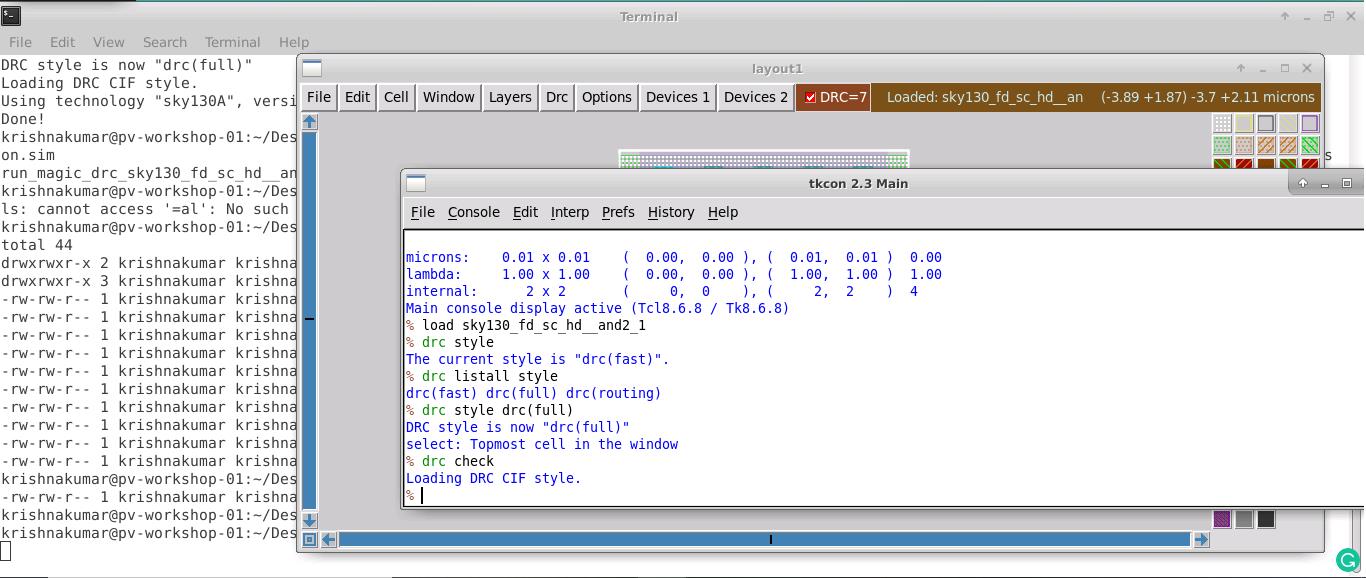 Terminal
File Edit View Search Terminal Help
DRC style is now "drc(full)"
Loading DRC CIF style.
Using technology "sky130A", versi
Done!
krishnakumar@pv-workshop-01:~/Des
on.sim
run_magic_drc_sky130_fd_sc_hd__an
krishnakumar@pv-workshop-01:~/Des
ls: cannot access '=al': No such
krishnakumar@pv-workshop-01:~/Des
total 44
drwxrwxr-x 2 krishnakumar krishna
drwxrwxr-x 3 krishnakumar krishna
-rw-rw-r-- 1 krishnakumar krishna
-rw-rw-r-- 1 krishnakumar krishna
-rw-rw-r-- 1 krishnakumar krishna
-rw-rw-r-- 1 krishnakumar krishna
-rw-rw-r-- 1 krishnakumar krishna
-rw-rw-r-- 1 krishnakumar krishna
-rw-rw-r-- 1 krishnakumar krishna
-rw-rw-r-- 1 krishnakumar krishna
-rw-rw-r-- 1 krishnakumar krishna
-rw-rw-r-- 1 krishnakumar krishna
krishnakumar@pv-workshop-01:~/Des
-rw-rw-r-- 1 krishnakumar krishna
krishnakumar@pv-workshop-01:~/Des
krishnakumar@pv-workshop-01:~/Des
s
layout1
File Edit Cell Window Layers Drc Options Devices 1 Devices 2 DRC=7 Loaded: sky130_fd_sc_hd__an (-3.89 +1.87) -3.7 +2.11 microns
tkcon 2.3 Main
File Console Edit Interp Prefs History Help
microns: 0.01 x 0.01 ( 0.00, 0.00 ), ( 0.01, 0.01 ) 0.00
lambda: 1.00 x 1.00 ( 0.00, 0.00 ), ( 1.00, 1.00 ) 1.00
internal: 2 x 2 ( 0, 0 ), ( 2, 2 ) 4
Main console display active (Tcl8.6.8 / Tk8.6.8)
% load sky130_fd_sc_hd__and2_1
% drc style
The current style is "drc(fast)".
% drc listall style
drc(fast) drc(full) drc(routing)
% drc style drc(full)
DRC style is now "drc(full)"
select: Topmost cell in the window
% drc check
Loading DRC CIF style.
%